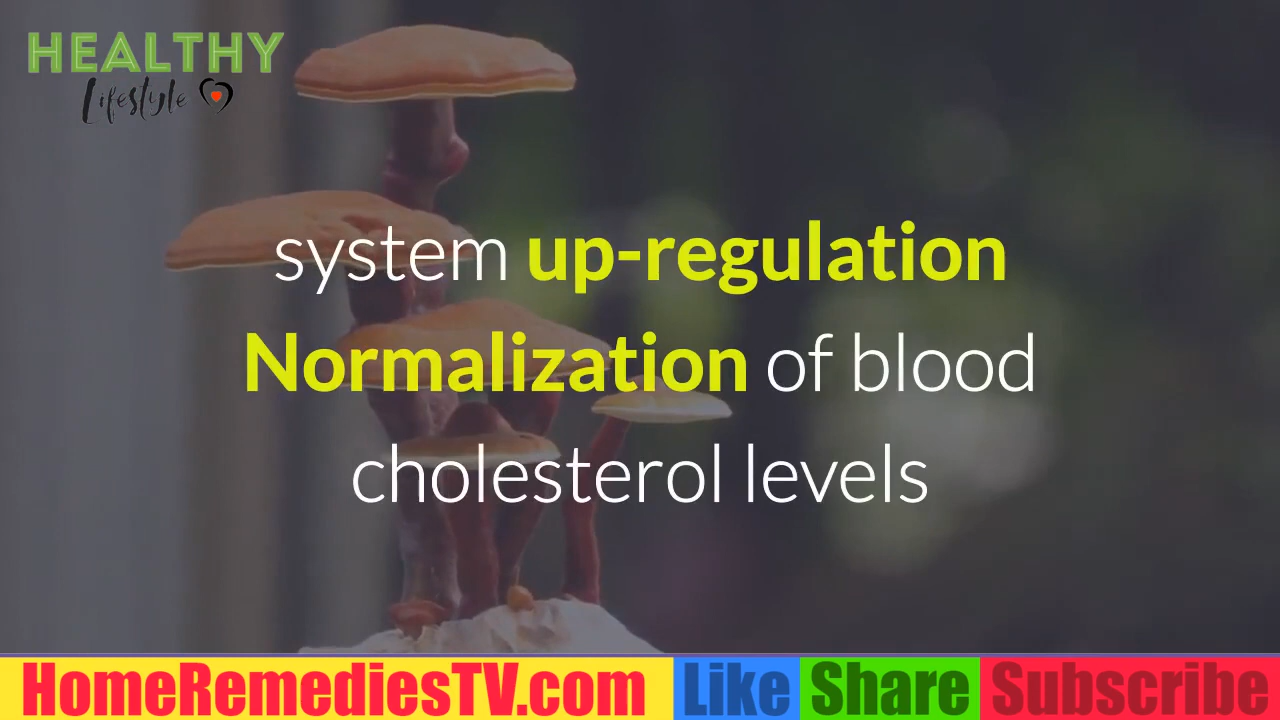 HEALTHY
Lifestyle
system up-regulation
Normalization of blood
cholesterol levels
HomeRemediesTV.com Like Share Subscribe